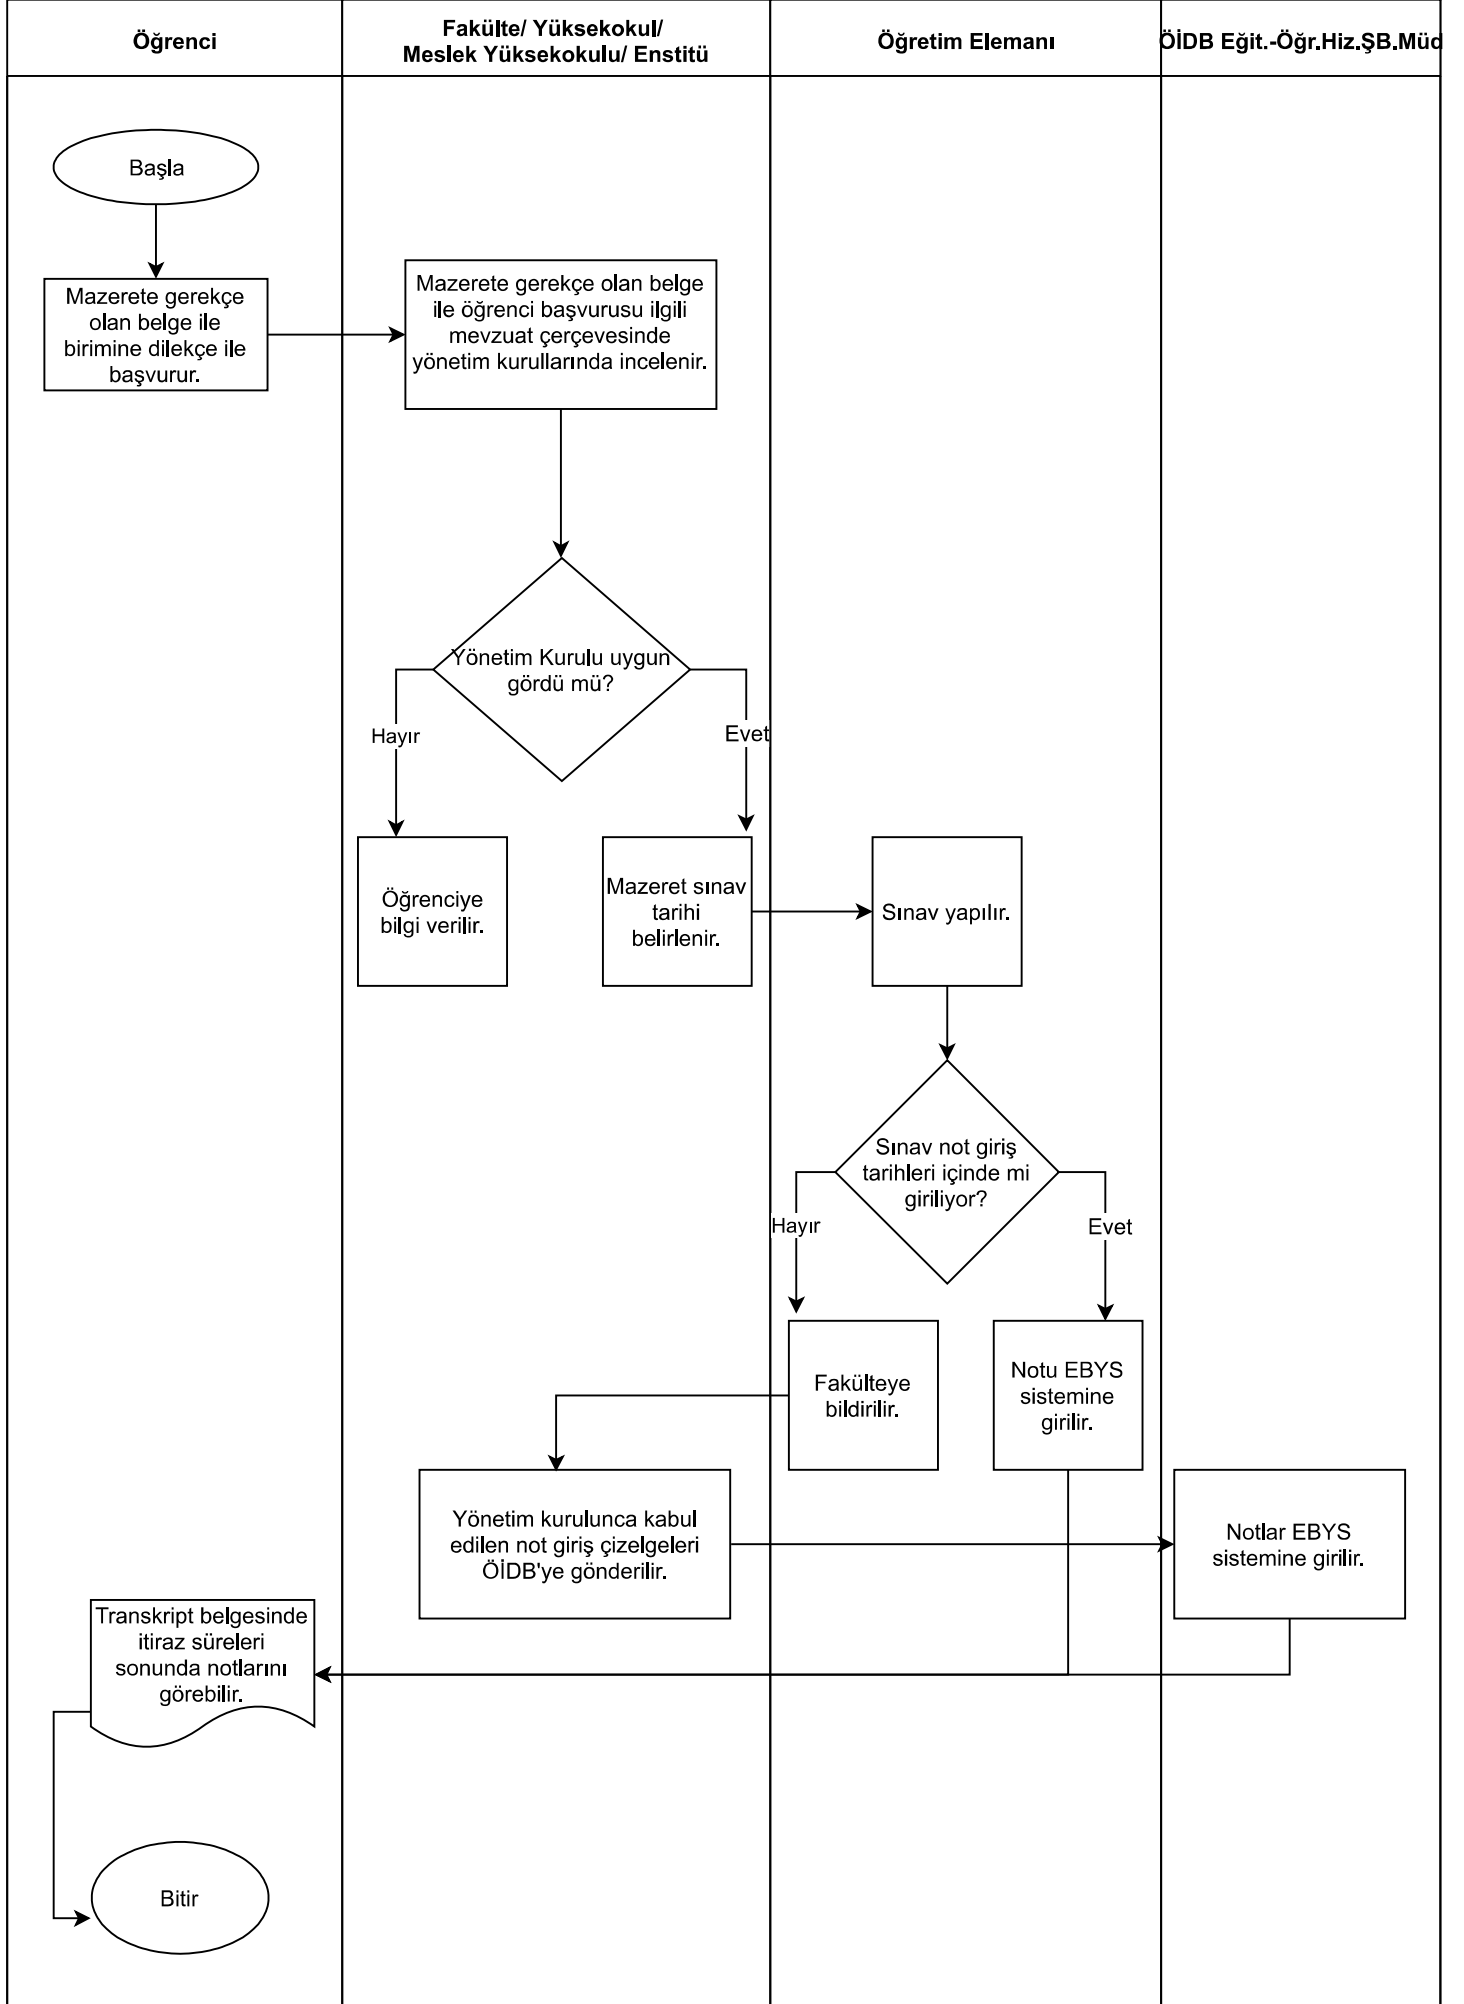 Öğrenci
Fakülte/ Yüksekokul/
Meslek Yüksekokulu/ Enstitü
Öğretim Elemanı
ÖİDB Eğit.-Öğr.Hiz.ŞB.Müd
Başla
Mazerete gerekçe
olan belge ile
birimine dilekçe ile
başvurur.
Mazerete gerekçe olan belge
ile öğrenci başvurusu ilgili
mevzuat çerçevesinde
yönetim kurullarında incelenir.
Yönetim Kurulu uygun
gördü mü?
Hayır
Evet
Öğrenciye
bilgi verilir.
Mazeret sınav
tarihi
belirlenir.
Sınav yapılır.
Sınav not giriş
tarihleri içinde mi
giriliyor?
Hayır
Evet
Fakülteye
bildirilir.
Notu EBYS
sistemine
girilir.
Yönetim kurulunca kabul
edilen not giriş çizelgeleri
ÖİDB'ye gönderilir.
Notlar EBYS
sistemine girilir.
Transkript belgesinde
itiraz süreleri
sonunda notlarını
görebilir.
Bitir